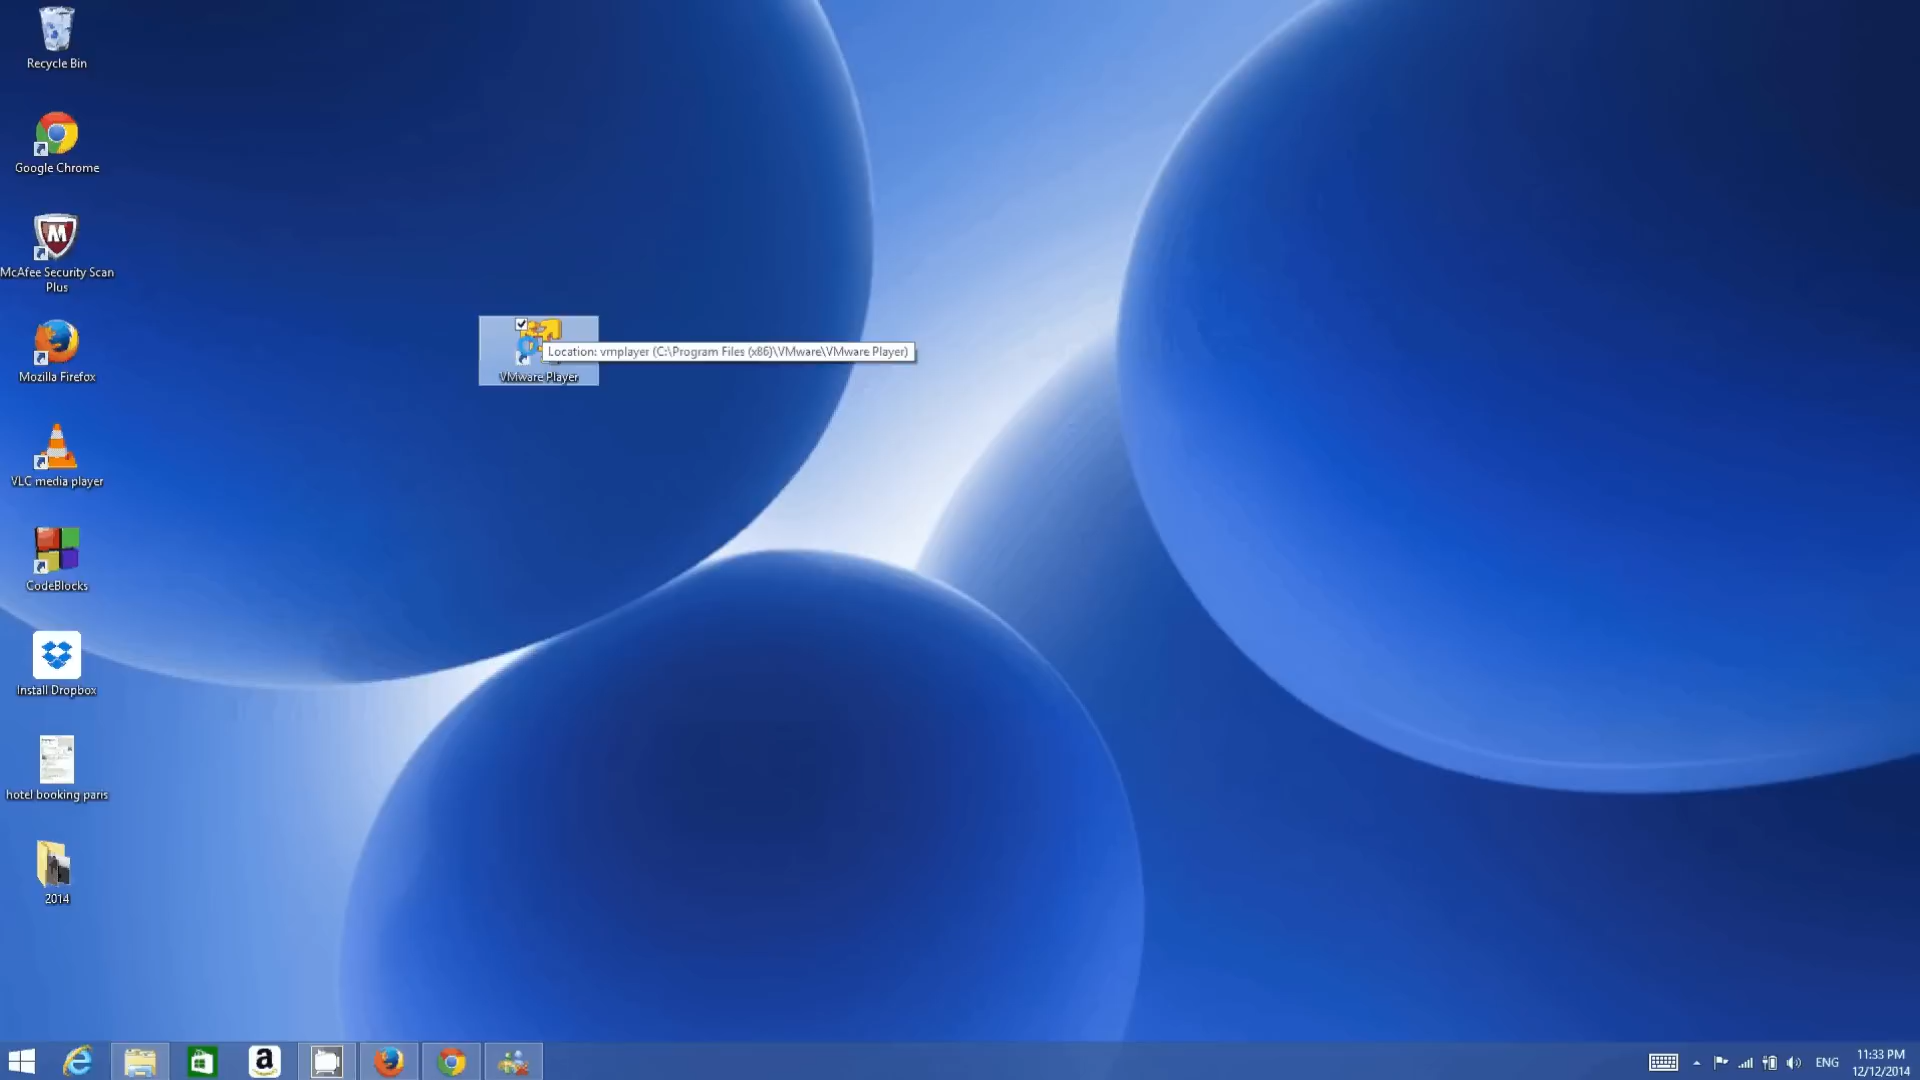 Recycle Bin
Google Chrome
McAfee Security Scan
Plus
Mozilla Firefox
VLC media player
CodeBlocks
Install Dropbox
hotel booking paris
2014
Location: vmplayer (C:\Program Files (x86)\VMware\VMware Player)
VMware Player
ENG
11:33 PM
12/12/2014